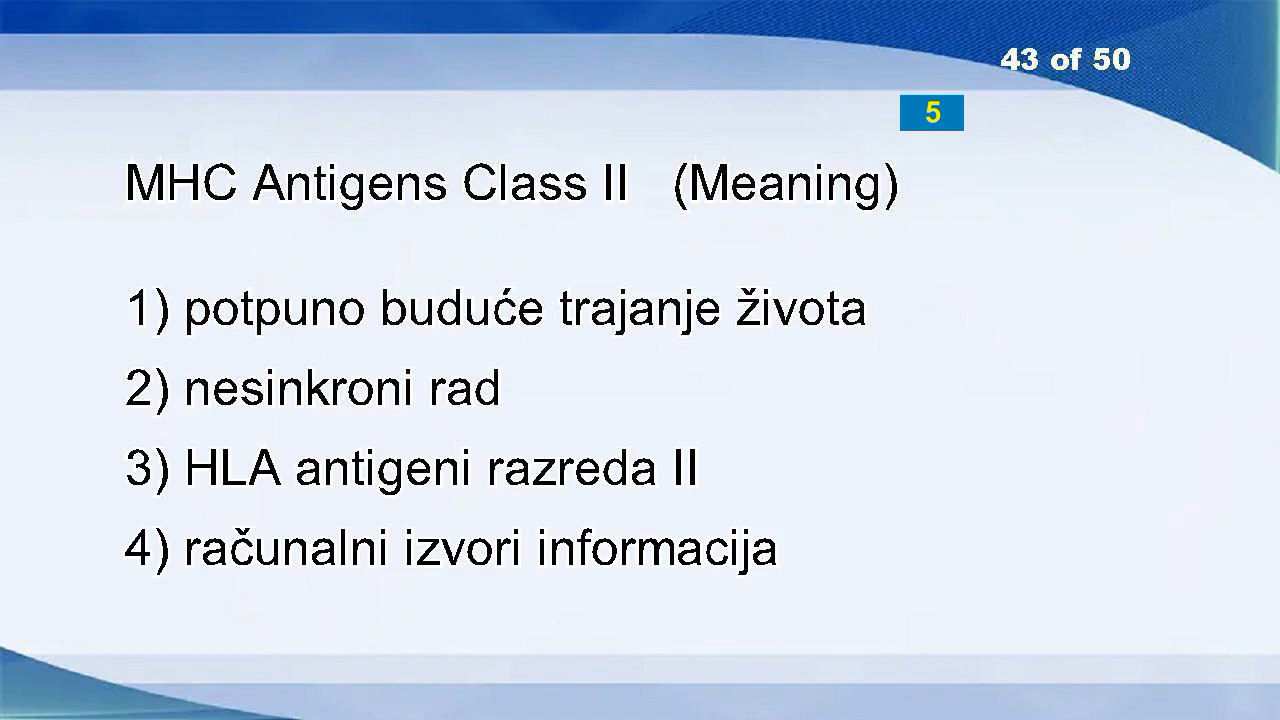 43 of 50
5
MHC Antigens Class II (Meaning)
1) potpuno buduće trajanje života
2) nesinkroni rad
3) HLA antigeni razreda II
4) računalni izvori informacija